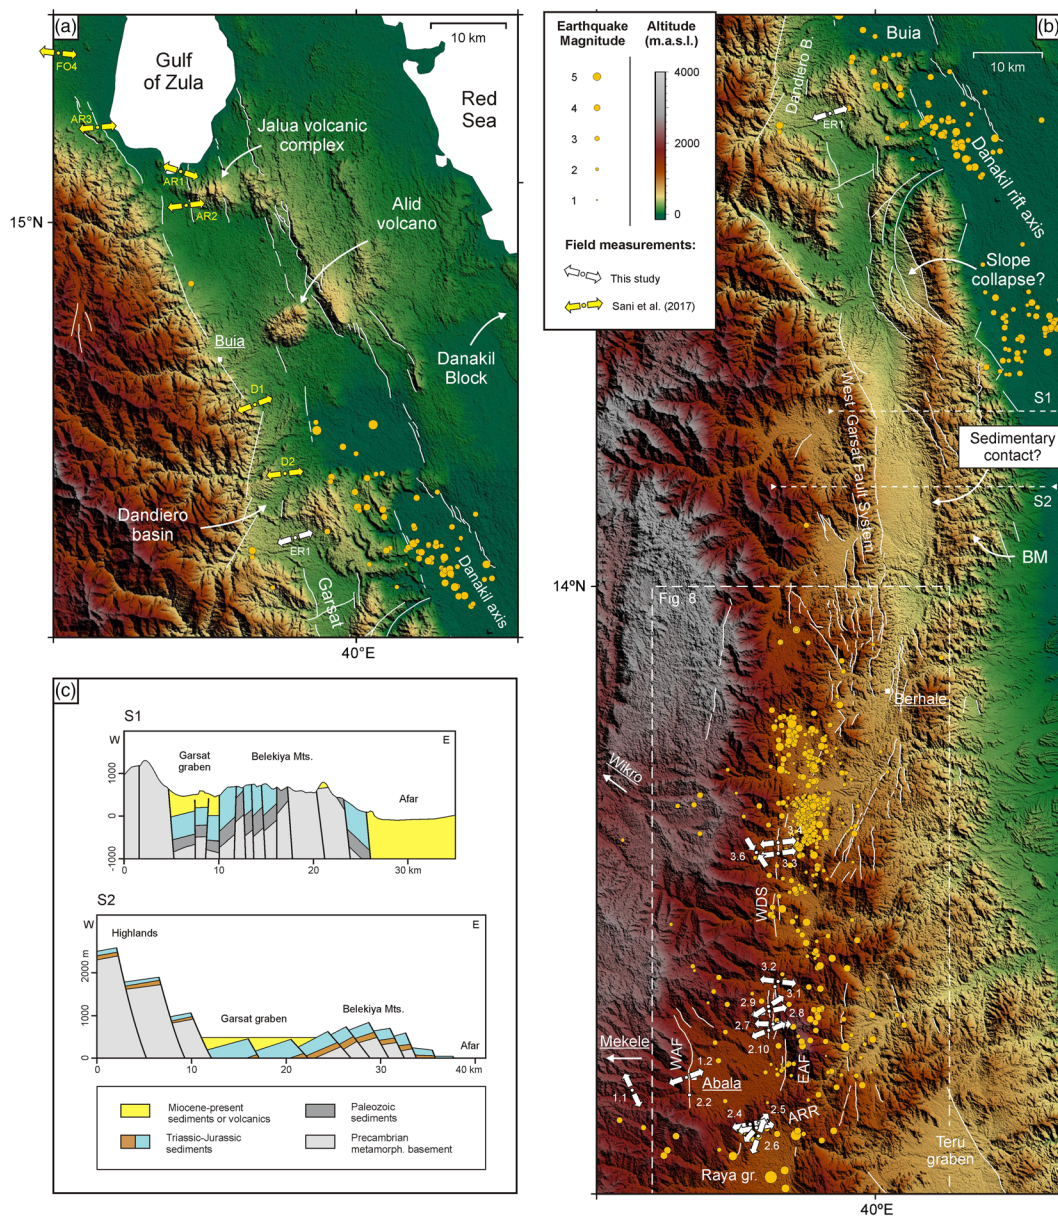 (a)
10 km
FO4
Gulf
of Zula
Red
Sea
AR3
Jalua volcanic
complex
AR1
AR2
15°N
Alid
volcano
Buia
Danakil
Block
D1
D2
Dandiero
basin
ER1
Garsat
Danakil axis
40°E
Earthquake
Magnitude
5
4
3
2
1
Altitude
(m.a.s.l.)
4000
2000
0
Field measurements:
This study
Sani et al. (2017)
(b)
Buia
10 km
Dandiero B.
ER1
Danakil rift axis
Slope
collapse?
West Garsat Fault System
S1
Sedimentary
contact?
S2
BM
14°N
Fig. 8
Berhale
Wikro
3.4
3.6
3.3
WDS
3.2
3.1
2.9
2.8
2.7
2.10
Mekele
WAF
EAF
1.2
Abala
1.1
2.2
2.5
2.4
ARR
2.6
Teru
graben
Raya gr.
40°E
(c)
S1
W
E
Garsat
graben
Belekiya Mts.
Afar
1000
0
-1000
0
10
20
30 km
S2
W
E
Highlands
2000 m
1000
0
Garsat graben
Belekiya Mts.
Afar
0
10
20
30
40 km
Miocene-present
sediments or volcanics
Paleozoic
sediments
Triassic-Jurassic
sediments
Precambrian
metamorph. basement